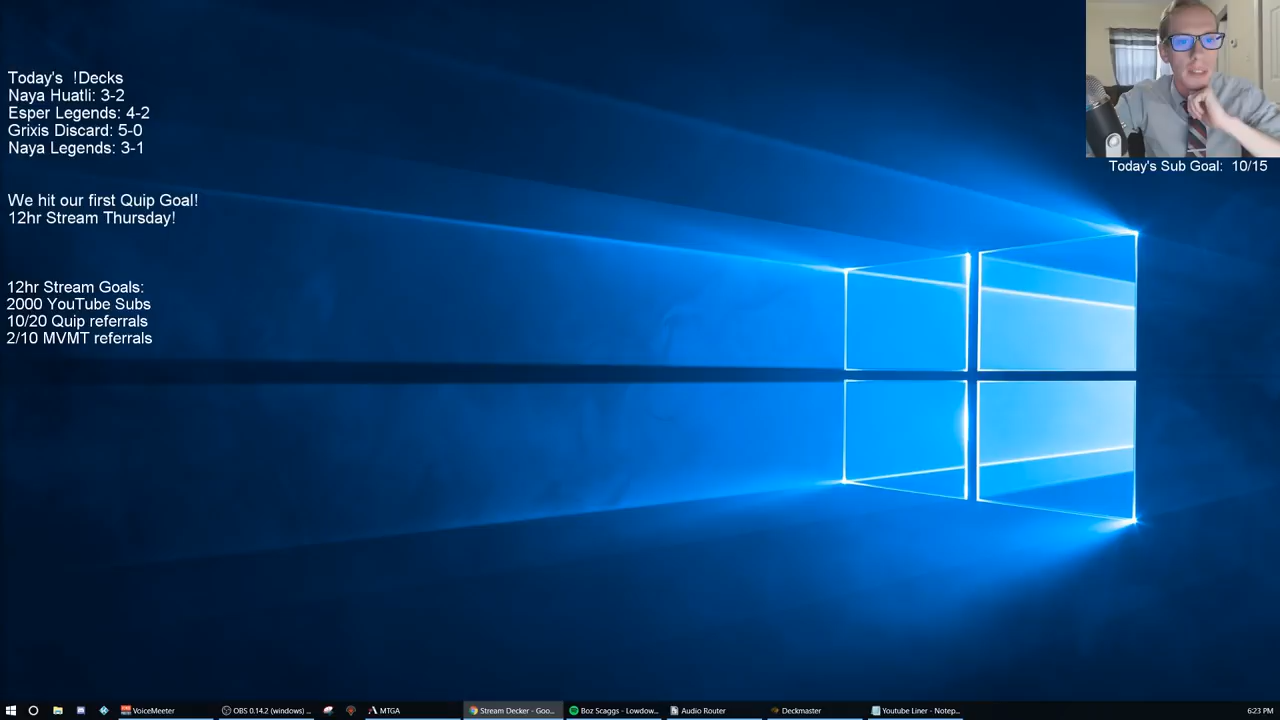 Today's !Decks
Naya Huatli: 3-2
Esper Legends: 4-2
Grixis Discard: 5-0
Naya Legends: 3-1
Today's Sub Goal: 10/15
We hit our first Quip Goal!
12hr Stream Thursday!
12hr Stream Goals:
2000 YouTube Subs
10/20 Quip referrals
2/10 MVMT referrals
VoiceMeeter
OBS 0.14.2 (windows) ...
MTGA
Stream Decker - Goo...
Boz Scaggs - Lowdow...
Audio Router
Deckmaster
Youtube Liner - Notep...
6:23 PM